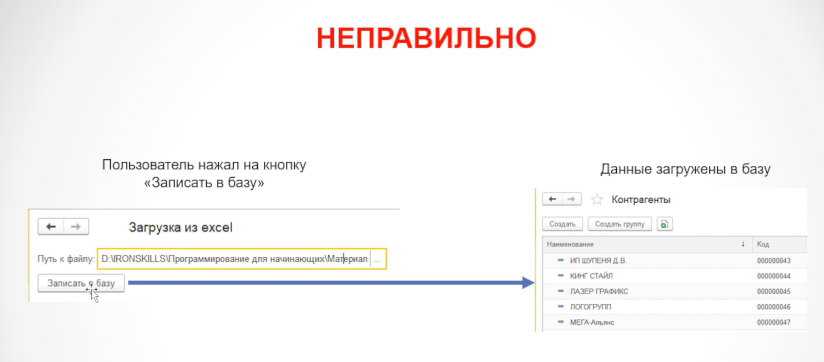 НЕПРАВИЛЬНО
Пользователь нажал на кнопку
«Записать в базу»
Данные загружены в базу
Загрузка из excel
Путь к файлу: D:\IRONSKILLS\Программирование для начинающих\Материал ...
Записать в базу
Контрагенты
Создать Создать группу
Наименование ↓ Код
ИП ШУПЕНЯ Д.В. 000000043
КИНГ СТАЙЛ 000000044
ЛАЗЕР ГРАФИКС 000000045
ЛОГОГРУПП 000000046
МЕГА-Альянс 000000047